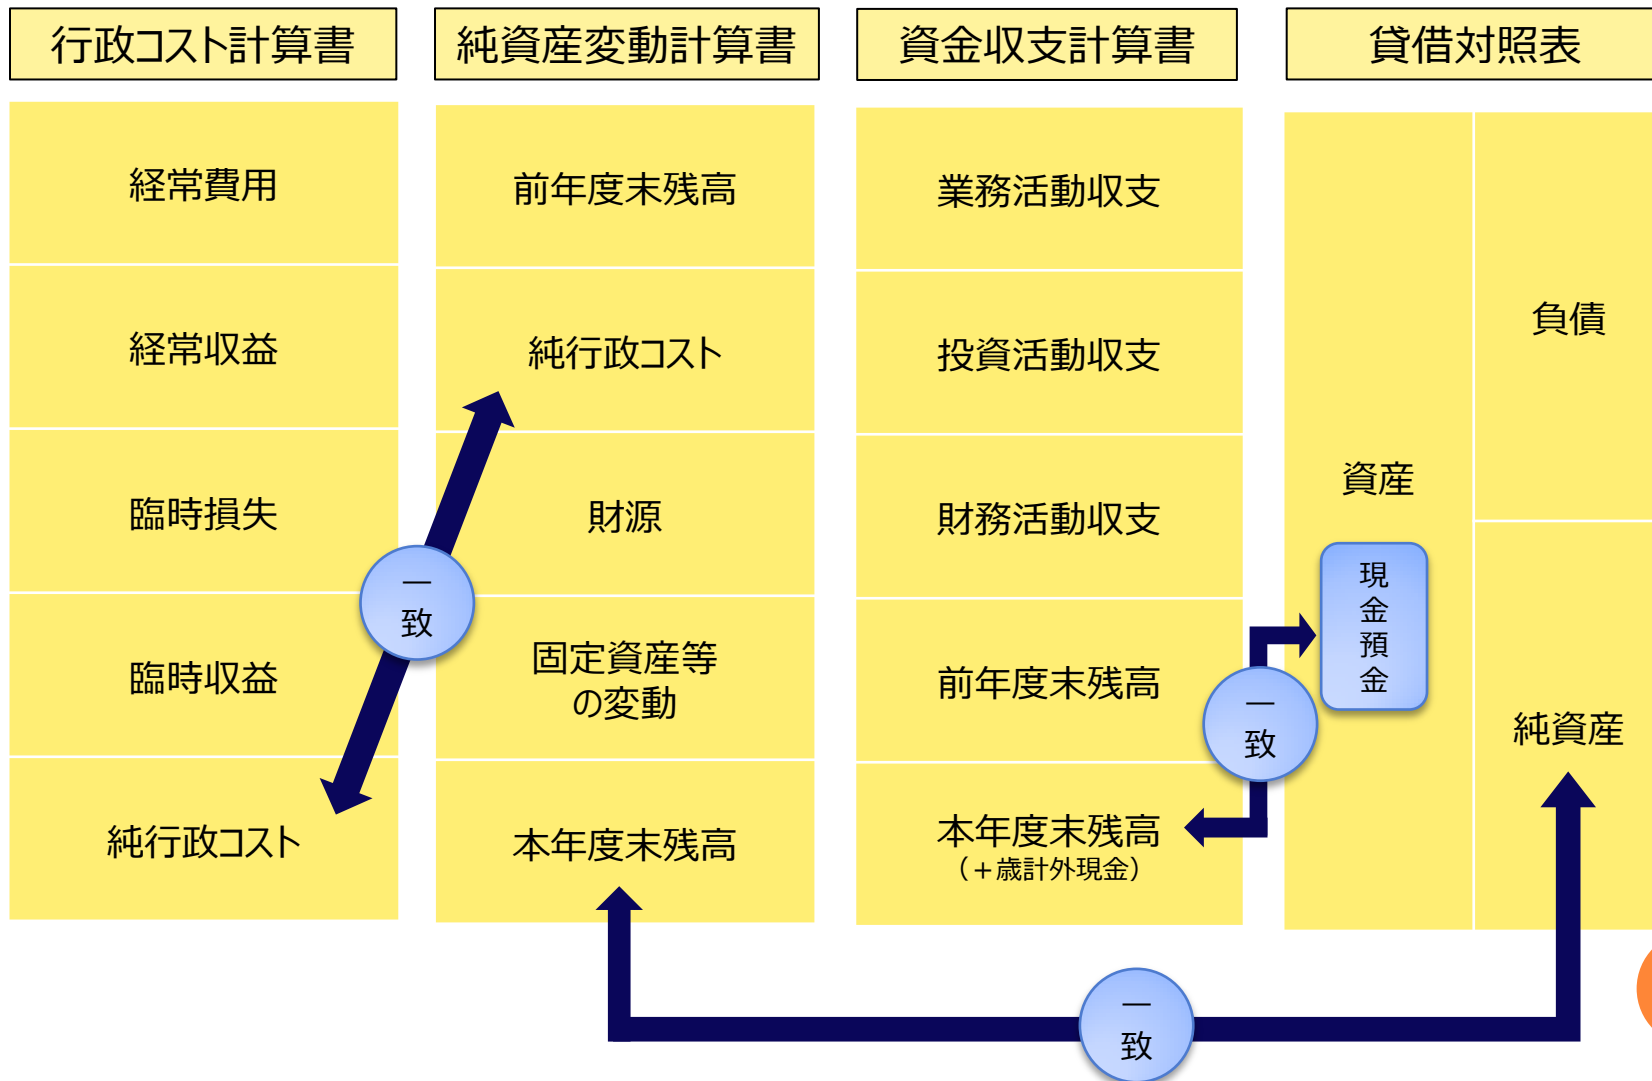 行政コスト計算書
経常費用
経常収益
臨時損失
臨時収益
純行政コスト
純資産変動計算書
前年度末残高
純行政コスト
財源
固定資産等
の変動
本年度末残高
資金収支計算書
業務活動収支
投資活動収支
財務活動収支
前年度末残高
本年度末残高
（＋歳計外現金）
貸借対照表
資産
現金預金
負債
純資産
一致
一致
一致